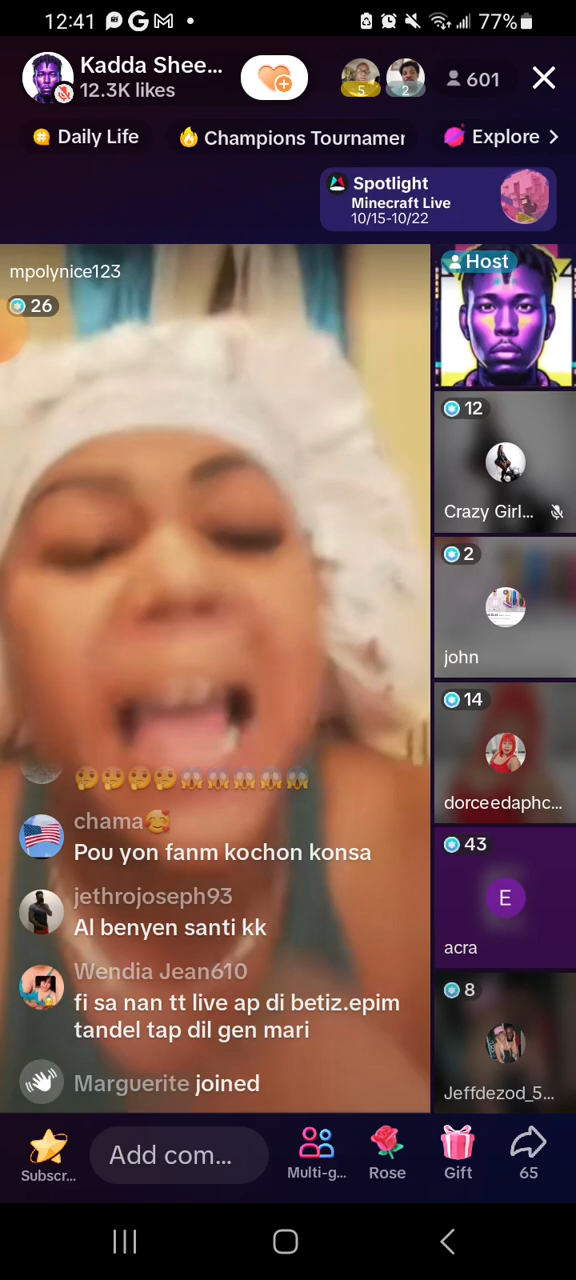 12:41
77%
Kadda Shee...
12.3K likes
5
2
601
Daily Life
Champions Tournamer
Explore
Spotlight
Minecraft Live
10/15-10/22
mpolynice123
26
Host
12
Crazy Girl...
2
john
14
dorceedaphc...
43
E
acra
8
Jeffdezod_5...
🤔🤔🤔🤔😱😱😱😱😱
chama🥰
Pou yon fanm kochon konsa
jethrojoseph93
Al benyen santi kk
Wendia Jean610
fi sa nan tt live ap di betiz.epim
tandel tap dil gen mari
Marguerite joined
Subscr...
Add com...
Multi-g...
Rose
Gift
65